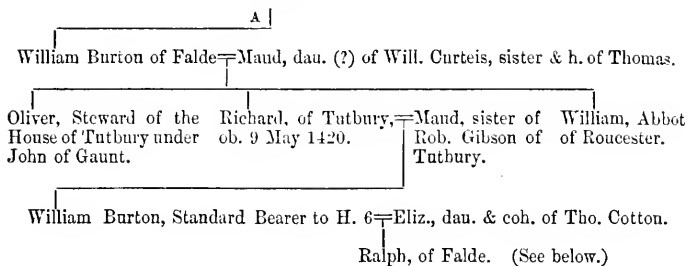 A
William Burton of Falde=Maud, dau. (?) of Will. Curteis, sister & h. of Thomas.
Oliver, Steward of the
House of Tutbury under
John of Gaunt.
Richard, of Tutbury,=
ob. 9 May 1420.
Maud, sister of
Rob. Gibson of
Tutbury.
William, Abbot
of Roucester.
William Burton, Standard Bearer to H. 6=Eliz., dau. & coh. of Tho. Cotton.
Ralph, of Falde. (See below.)